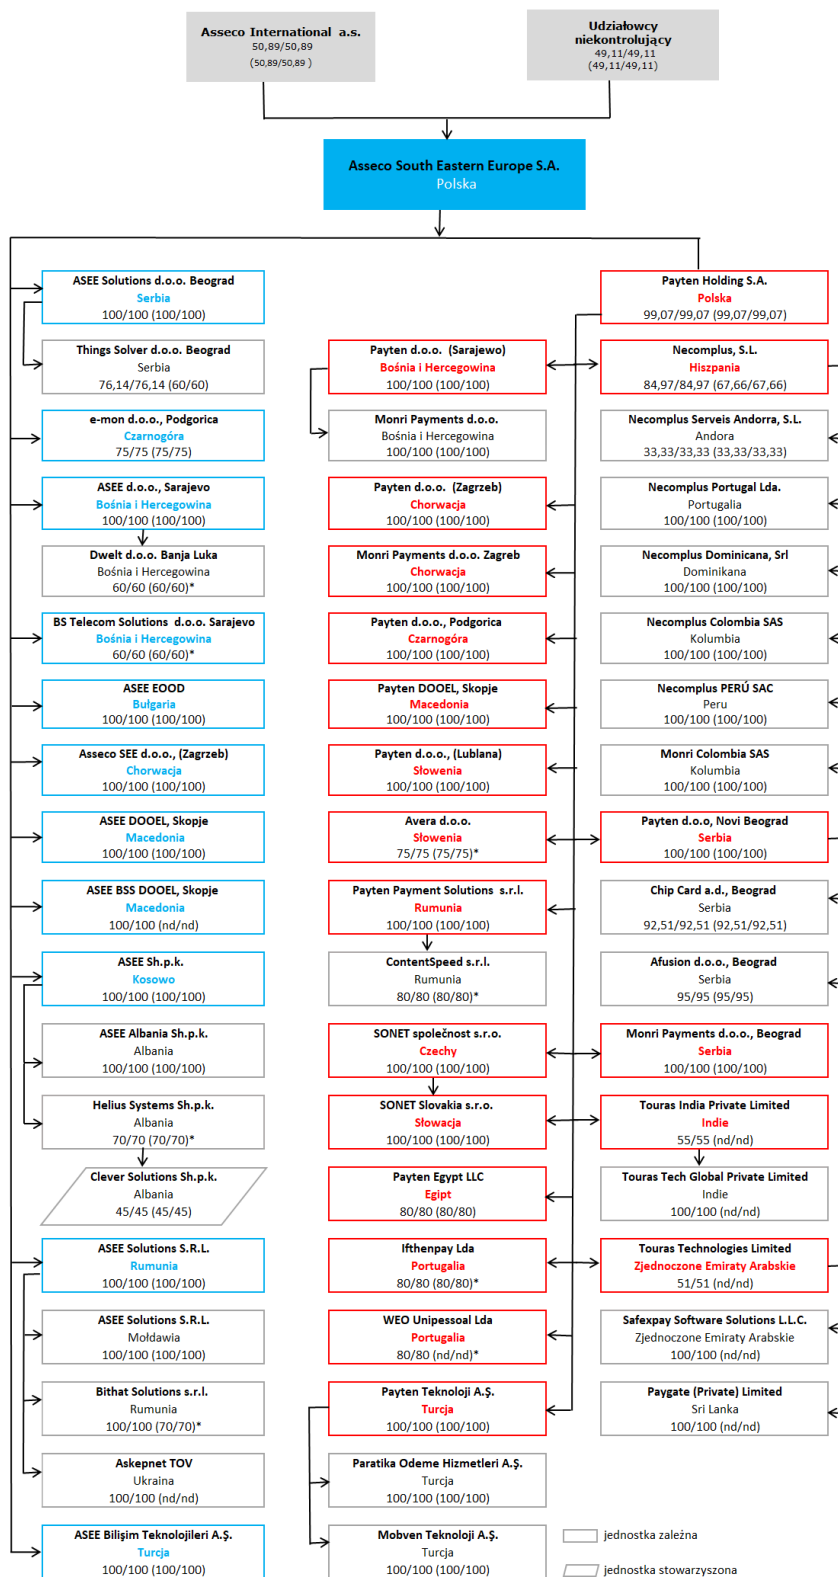 Asseco International a.s.
50,89/50,89
(50,89/50,89 )
Udziałowcy
niekontrolujący
49,11/49,11
(49,11/49,11)
Asseco South Eastern Europe S.A.
Polska
ASEE Solutions d.o.o. Beograd
Serbia
100/100 (100/100)
Things Solver d.o.o. Beograd
Serbia
76,14/76,14 (60/60)
e-mon d.o.o., Podgorica
Czarnogóra
75/75 (75/75)
ASEE d.o.o., Sarajevo
Bośnia i Hercegowina
100/100 (100/100)
Dwelt d.o.o. Banja Luka
Bośnia i Hercegowina
60/60 (60/60)*
BS Telecom Solutions d.o.o. Sarajevo
Bośnia i Hercegowina
60/60 (60/60)*
ASEE EOOD
Bułgaria
100/100 (100/100)
Asseco SEE d.o.o., (Zagrzeb)
Chorwacja
100/100 (100/100)
ASEE DOOEL, Skopje
Macedonia
100/100 (100/100)
ASEE BSS DOOEL, Skopje
Macedonia
100/100 (nd/nd)
ASEE Sh.p.k.
Kosowo
100/100 (100/100)
ASEE Albania Sh.p.k.
Albania
100/100 (100/100)
Helius Systems Sh.p.k.
Albania
70/70 (70/70)*
Clever Solutions Sh.p.k.
Albania
45/45 (45/45)
ASEE Solutions S.R.L.
Rumunia
100/100 (100/100)
ASEE Solutions S.R.L.
Mołdawia
100/100 (100/100)
Bithat Solutions s.r.l.
Rumunia
100/100 (70/70)*
Askepnet TOV
Ukraina
100/100 (nd/nd)
ASEE Bilişim Teknolojileri A.Ş.
Turcja
100/100 (100/100)
Payten d.o.o. (Sarajewo)
Bośnia i Hercegowina
100/100 (100/100)
Monri Payments d.o.o.
Bośnia i Hercegowina
100/100 (100/100)
Payten d.o.o. (Zagrzeb)
Chorwacja
100/100 (100/100)
Monri Payments d.o.o. Zagreb
Chorwacja
100/100 (100/100)
Payten d.o.o., Podgorica
Czarnogóra
100/100 (100/100)
Payten DOOEL, Skopje
Macedonia
100/100 (100/100)
Payten d.o.o., (Lublana)
Słowenia
100/100 (100/100)
Avera d.o.o.
Słowenia
75/75 (75/75)*
Payten Payment Solutions s.r.l.
Rumunia
100/100 (100/100)
ContentSpeed s.r.l.
Rumunia
80/80 (80/80)*
SONET společnost s.r.o.
Czechy
100/100 (100/100)
SONET Slovakia s.r.o.
Słowacja
100/100 (100/100)
Payten Egypt LLC
Egipt
80/80 (80/80)
Ifthenpay Lda
Portugalia
80/80 (80/80)*
WEO Unipessoal Lda
Portugalia
80/80 (nd/nd)*
Payten Teknoloji A.Ş.
Turcja
100/100 (100/100)
Paratika Odeme Hizmetleri A.Ş.
Turcja
100/100 (100/100)
Mobven Teknoloji A.Ş.
Turcja
100/100 (100/100)
Payten Holding S.A.
Polska
99,07/99,07 (99,07/99,07)
Necomplus, S.L.
Hiszpania
84,97/84,97 (67,66/67,66)
Necomplus Serveis Andorra, S.L.
Andora
33,33/33,33 (33,33/33,33)
Necomplus Portugal Lda.
Portugalia
100/100 (100/100)
Necomplus Dominicana, Srl
Dominikana
100/100 (100/100)
Necomplus Colombia SAS
Kolumbia
100/100 (100/100)
Necomplus PERÚ SAC
Peru
100/100 (100/100)
Monri Colombia SAS
Kolumbia
100/100 (100/100)
Payten d.o.o, Novi Beograd
Serbia
100/100 (100/100)
Chip Card a.d., Beograd
Serbia
92,51/92,51 (92,51/92,51)
Afusion d.o.o., Beograd
Serbia
95/95 (95/95)
Monri Payments d.o.o., Beograd
Serbia
100/100 (100/100)
Touras India Private Limited
Indie
55/55 (nd/nd)
Touras Tech Global Private Limited
Indie
100/100 (nd/nd)
Touras Technologies Limited
Zjednoczone Emiraty Arabskie
51/51 (nd/nd)
Safexpay Software Solutions L.L.C.
Zjednoczone Emiraty Arabskie
100/100 (nd/nd)
Paygate (Private) Limited
Sri Lanka
100/100 (nd/nd)
jednostka zależna
jednostka stowarzyszona